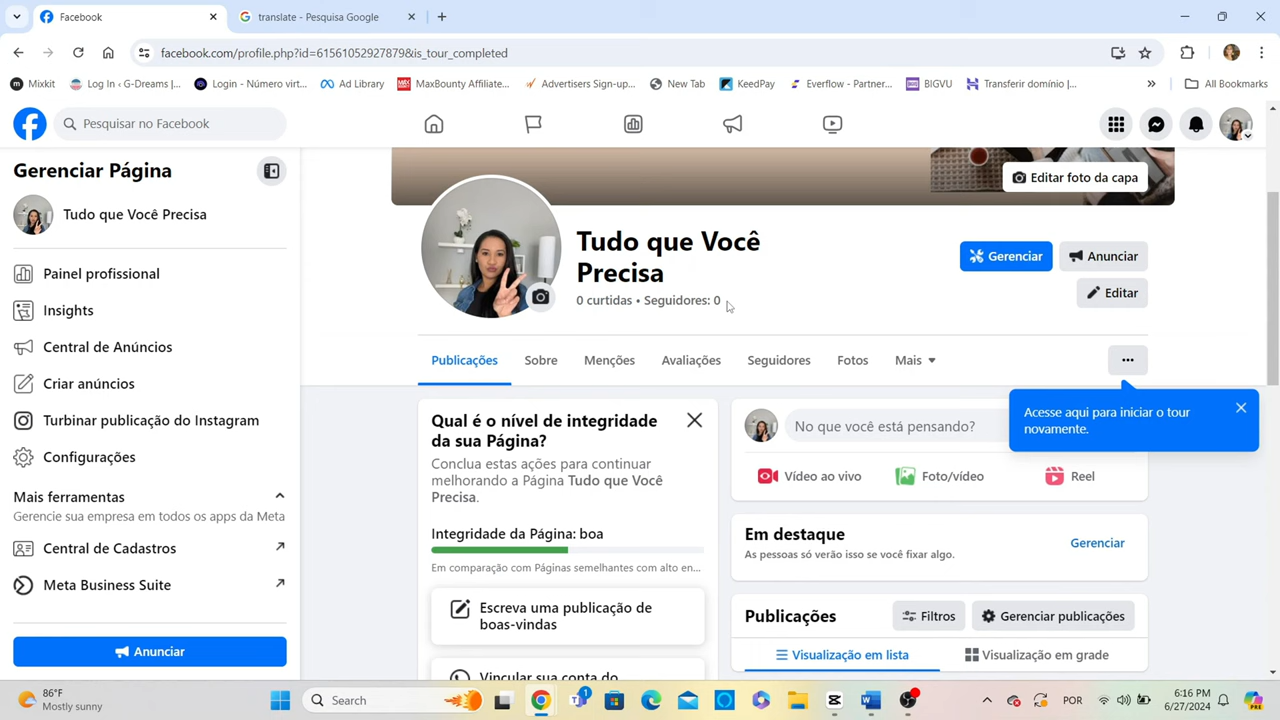 Facebook
translate - Pesquisa Google
facebook.com/profile.php?id=61561052927879&is_tour_completed
Mixkit
Log In ‹ G-Dreams |...
Login - Número virt...
Ad Library
MaxBounty Affiliate...
Advertisers Sign-up...
New Tab
KeedPay
Everflow - Partner...
BIGVU
Transferir domínio |...
All Bookmarks
Pesquisar no Facebook
Gerenciar Página
Tudo que Você Precisa
Painel profissional
Insights
Central de Anúncios
Criar anúncios
Turbinar publicação do Instagram
Configurações
Mais ferramentas
Gerencie sua empresa em todos os apps da Meta
Central de Cadastros
Meta Business Suite
Anunciar
Editar foto da capa
Tudo que Você
Precisa
0 curtidas • Seguidores: 0
Gerenciar
Anunciar
Editar
Publicações
Sobre
Menções
Avaliações
Seguidores
Fotos
Mais
Acesse aqui para iniciar o tour
novamente.
Qual é o nível de integridade
da sua Página?
Conclua estas ações para continuar
melhorando a Página Tudo que Você
Precisa.
Integridade da Página: boa
Em comparação com Páginas semelhantes com alto en...
Escreva uma publicação de
boas-vindas
Vincular sua conta do
No que você está pensando?
Vídeo ao vivo
Foto/vídeo
Reel
Em destaque
As pessoas só verão isso se você fixar algo.
Gerenciar
Publicações
Filtros
Gerenciar publicações
Visualização em lista
Visualização em grade
86°F
Mostly sunny
Search
1
POR
6:16 PM
6/27/2024